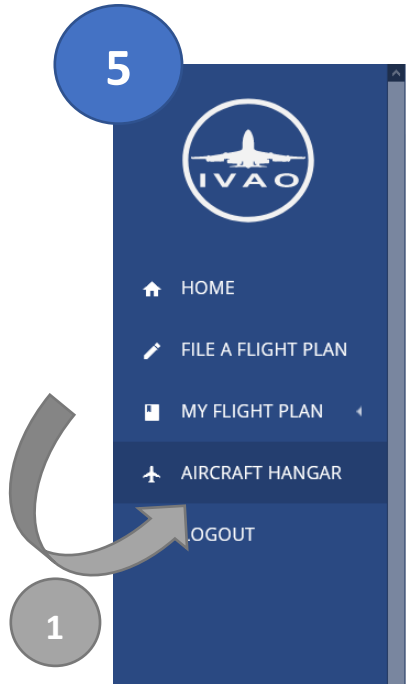 5
IVAO
HOME
FILE A FLIGHT PLAN
MY FLIGHT PLAN
AIRCRAFT HANGAR
LOGOUT
1